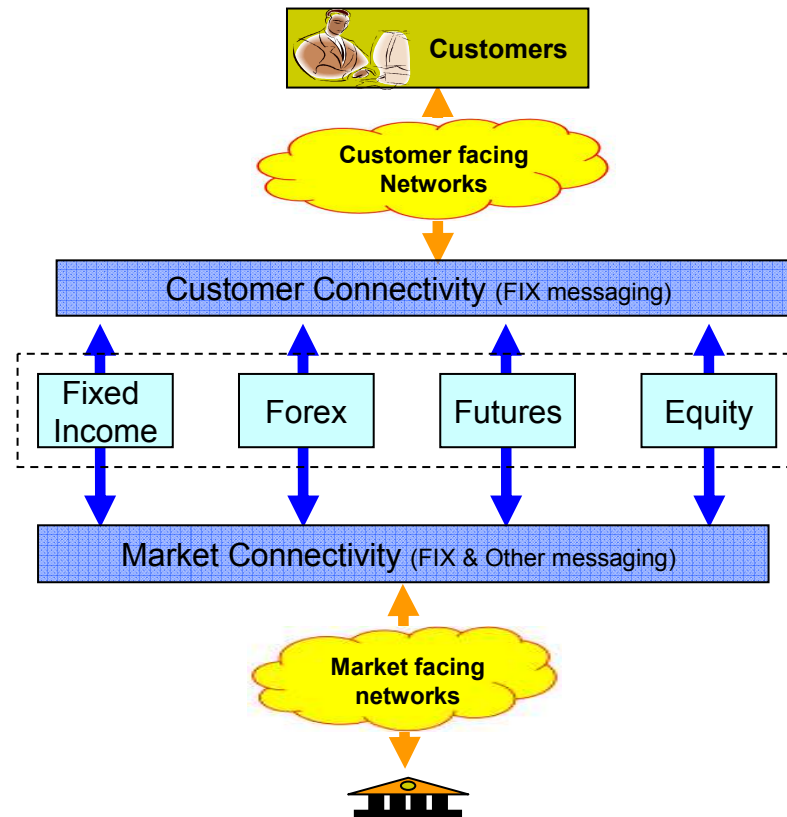 Customers
Customer facing
Networks
Customer Connectivity (FIX messaging)
Fixed
Income
Forex
Futures
Equity
Market Connectivity (FIX & Other messaging)
Market facing
networks